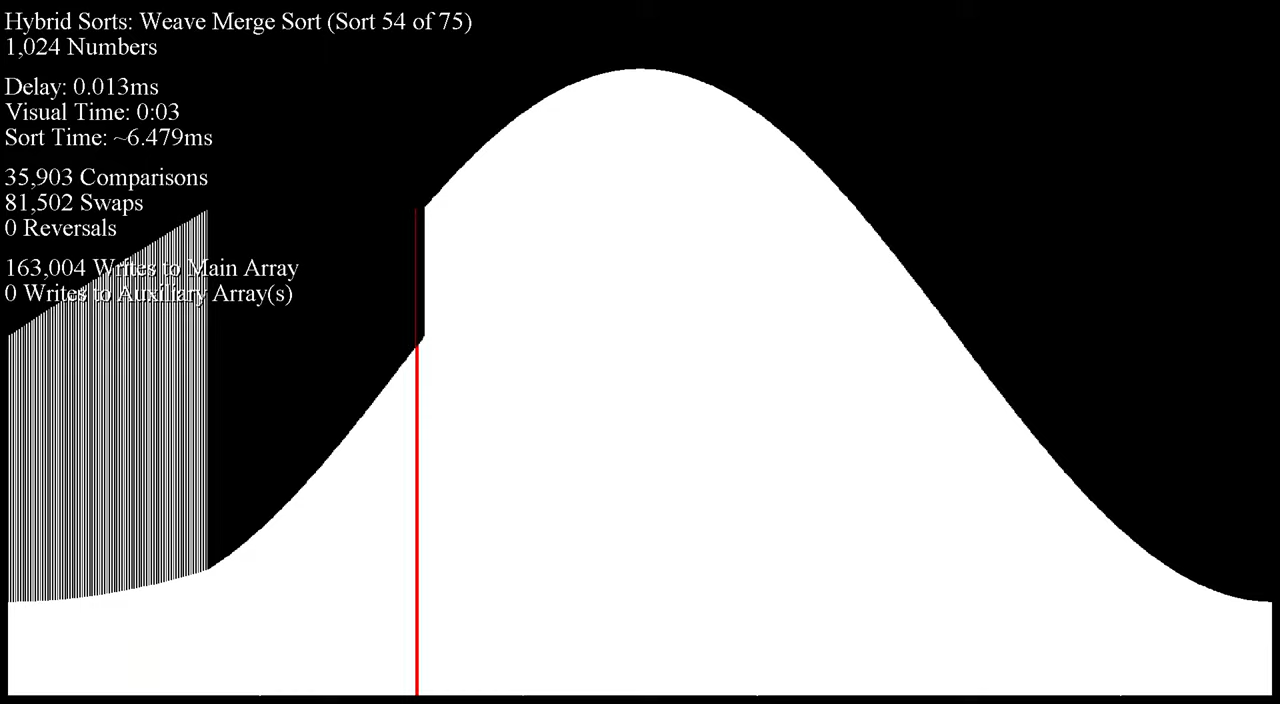 Hybrid Sorts: Weave Merge Sort (Sort 54 of 75)
1,024 Numbers
Delay: 0.013ms
Visual Time: 0:03
Sort Time: ~6.479ms
35,903 Comparisons
81,502 Swaps
0 Reversals
163,004 Writes to Main Array
0 Writes to Auxiliary Array(s)